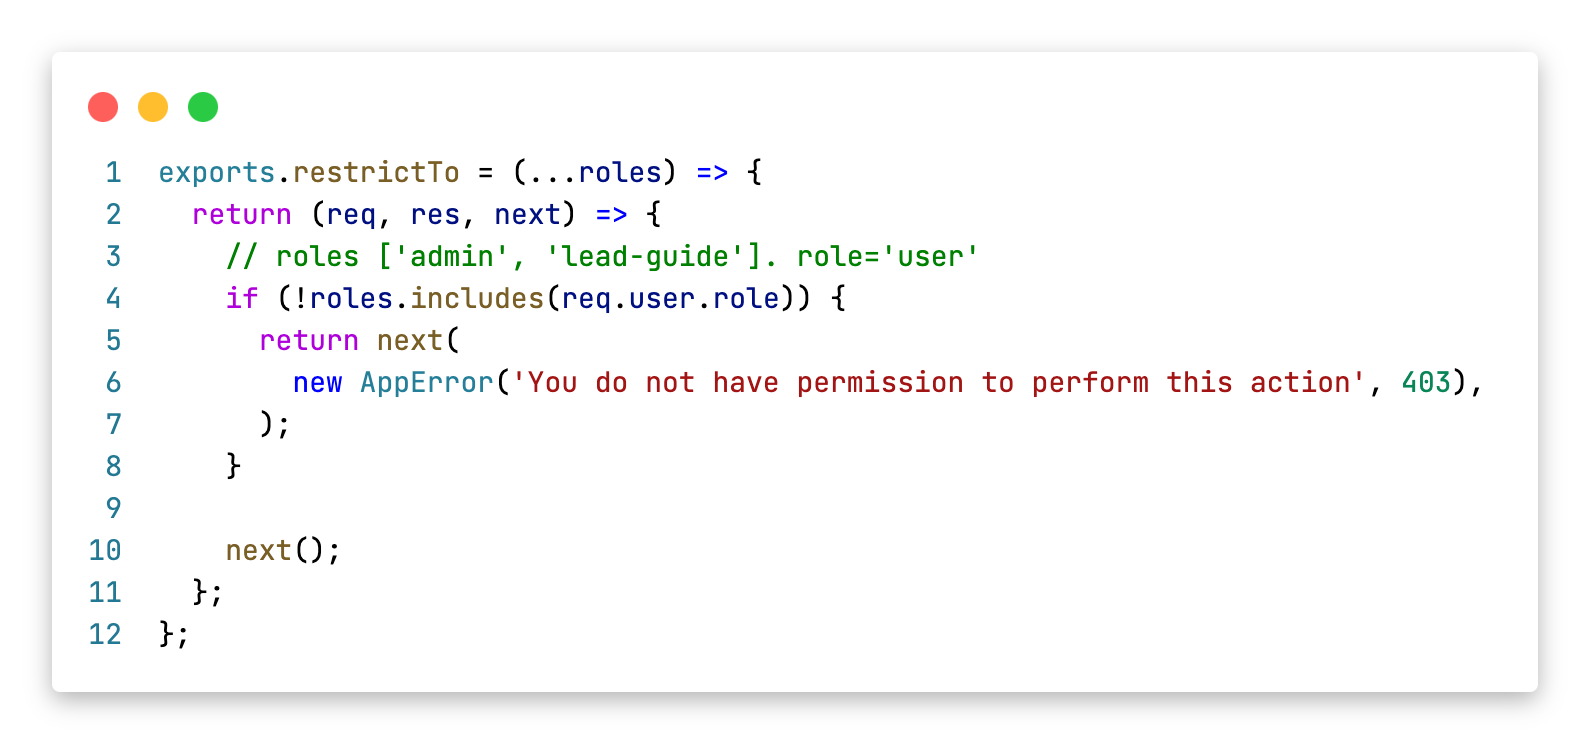 1 exports.restrictTo = (...roles) => {
2   return (req, res, next) => {
3     // roles ['admin', 'lead-guide']. role='user'
4     if (!roles.includes(req.user.role)) {
5       return next(
6         new AppError('You do not have permission to perform this action', 403),
7       );
8     }
9
10     next();
11   };
12 };